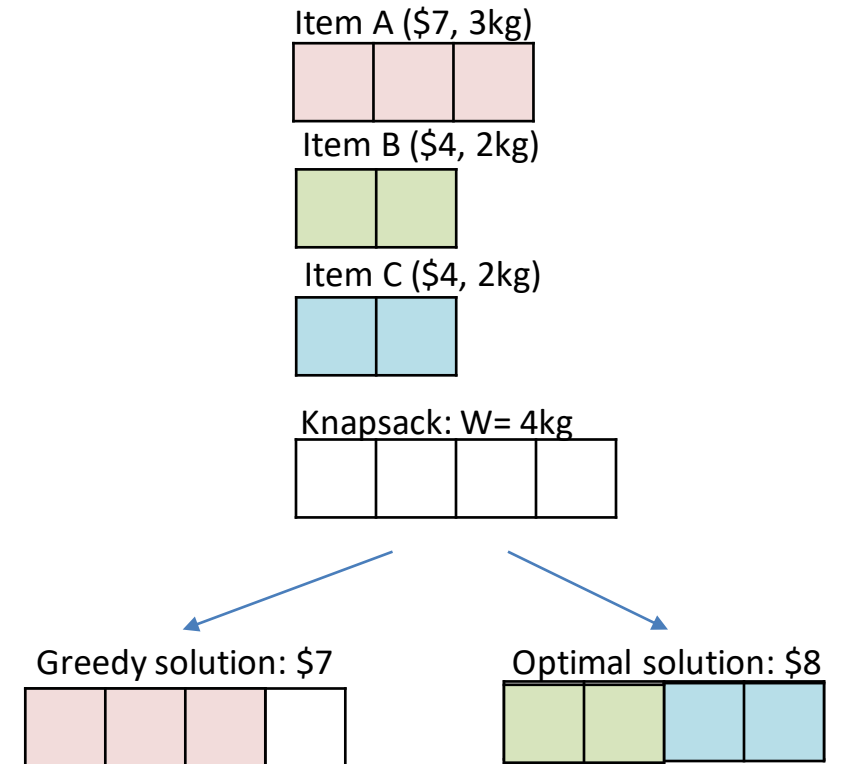 Item A ($7, 3kg)
Item B ($4, 2kg)
Item C ($4, 2kg)
Knapsack: W= 4kg
Greedy solution: $7
Optimal solution: $8